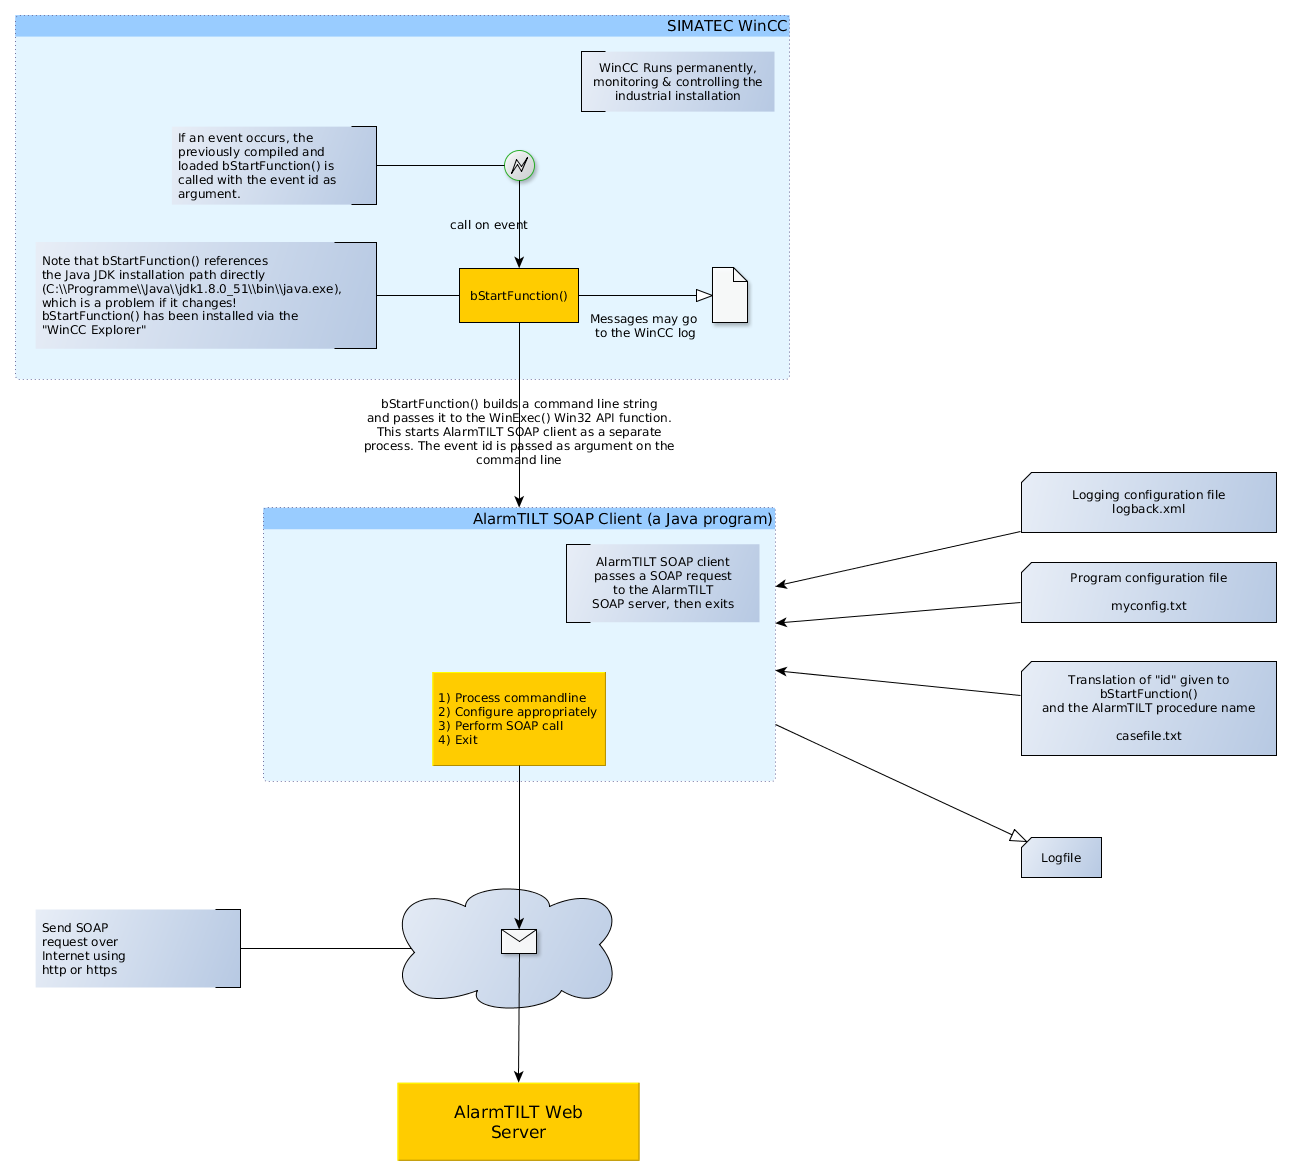 SIMATEC WinCC
WinCC Runs permanently,
monitoring & controlling the
industrial installation
If an event occurs, the
previously compiled and
loaded bStartFunction() is
called with the event id as
argument.
call on event
Note that bStartFunction() references
the Java JDK installation path directly
(C:\\Programme\\Java\\jdk1.8.0_51\\bin\\java.exe),
which is a problem if it changes!
bStartFunction() has been installed via the
"WinCC Explorer"
bStartFunction()
Messages may go
to the WinCC log
bStartFunction() builds a command line string
and passes it to the WinExec() Win32 API function.
This starts AlarmTILT SOAP client as a separate
process. The event id is passed as argument on the
command line
AlarmTILT SOAP Client (a Java program)
AlarmTILT SOAP client
passes a SOAP request
to the AlarmTILT
SOAP server, then exits
1) Process commandline
2) Configure appropriately
3) Perform SOAP call
4) Exit
Logging configuration file
logback.xml
Program configuration file
myconfig.txt
Translation of "id" given to
bStartFunction()
and the AlarmTILT procedure name
casefile.txt
Logfile
Send SOAP
request over
Internet using
http or https
AlarmTILT Web
Server